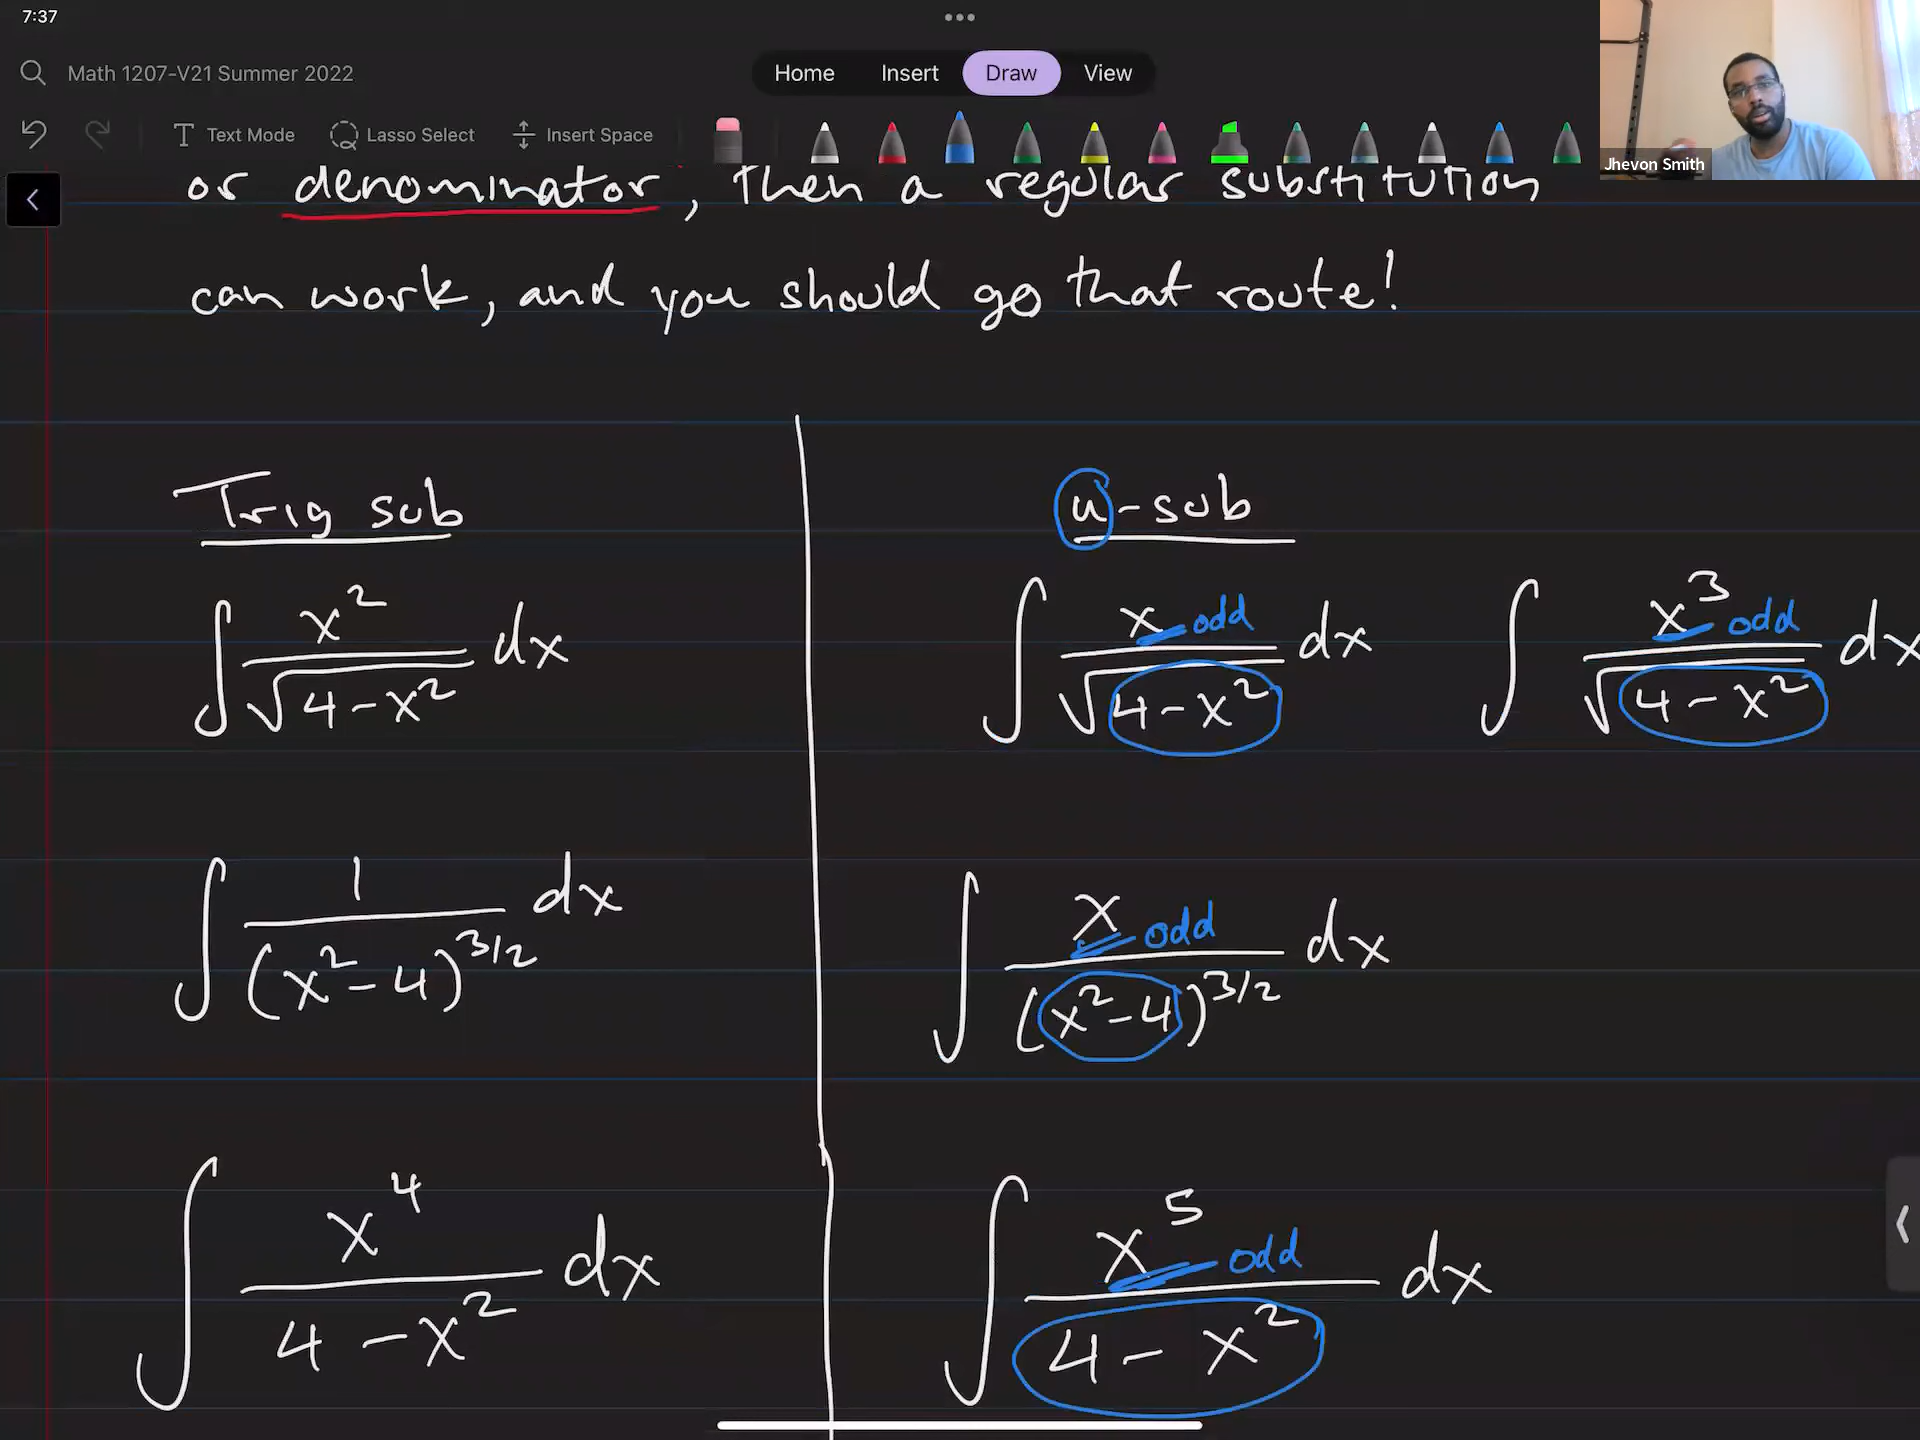 7:37
Math 1207-V21 Summer 2022
Home Insert Draw View
Text Mode Lasso Select Insert Space
Jhevon Smith
or denominator, then a regular substitution
can work, and you should go that route!
Trig sub
u-sub
∫ x² / √(4-x²) dx
∫ x odd / √(4-x²) dx
∫ x³ odd / √(4-x²) dx
∫ 1 / (x²-4)^3/2 dx
∫ x odd / (x²-4)^3/2 dx
∫ x⁴ / 4-x² dx
∫ x⁵ odd / 4-x² dx